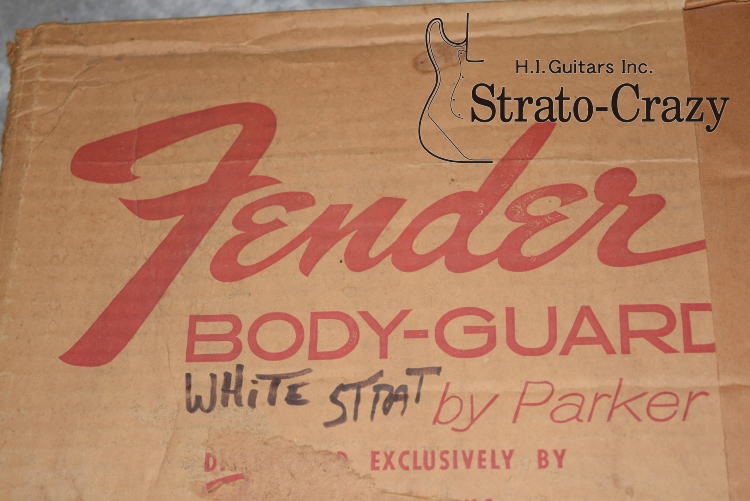 H.I.Guitars Inc.
Strato-Crazy
Fender
BODY-GUARD
WHITE STRAT by Parker
EXCLUSIVELY BY